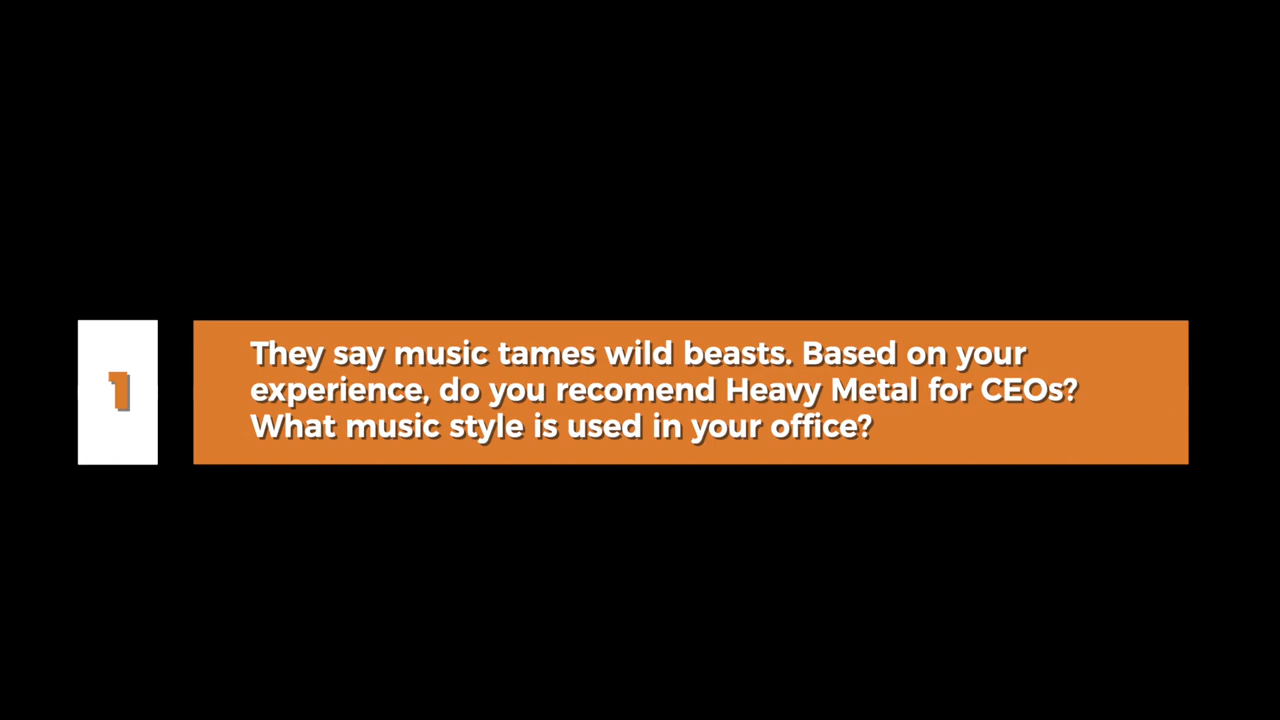 1
They say music tames wild beasts. Based on your
experience, do you recomend Heavy Metal for CEOs?
What music style is used in your office?